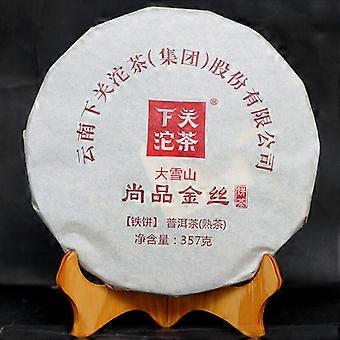 云南下关沱茶(集团)股份有限公司
下关
沱茶
®
大雪山
尚品金丝
饼茶
【铁饼】 普洱茶(熟茶)
净含量：357克